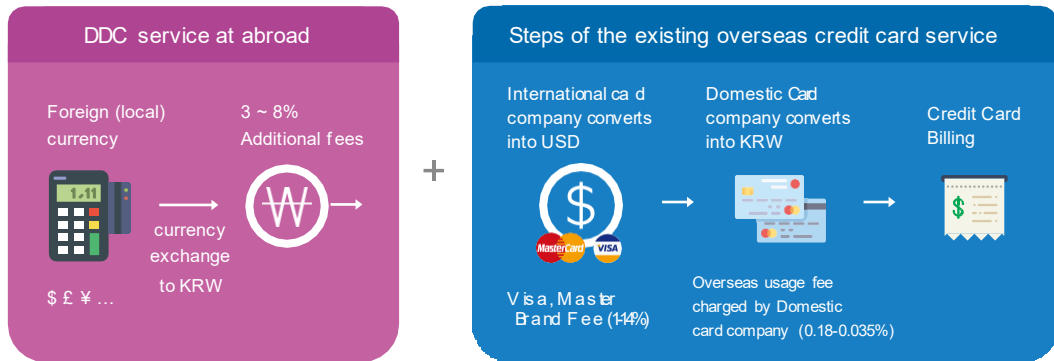 DDC service at abroad
Foreign (local)
currency
3 ~ 8%
Additional fees
1.11
currency
exchange
to KRW
$ £ ¥ ...
+
Steps of the existing overseas credit card service
International ca d
company converts
into USD
$
MasterCard
VISA
Visa, Master
Brand Fee (1-14%)
Domestic Card
company converts
into KRW
Overseas usage fee
charged by Domestic
card company (0.18-0.035%)
Credit Card
Billing
$